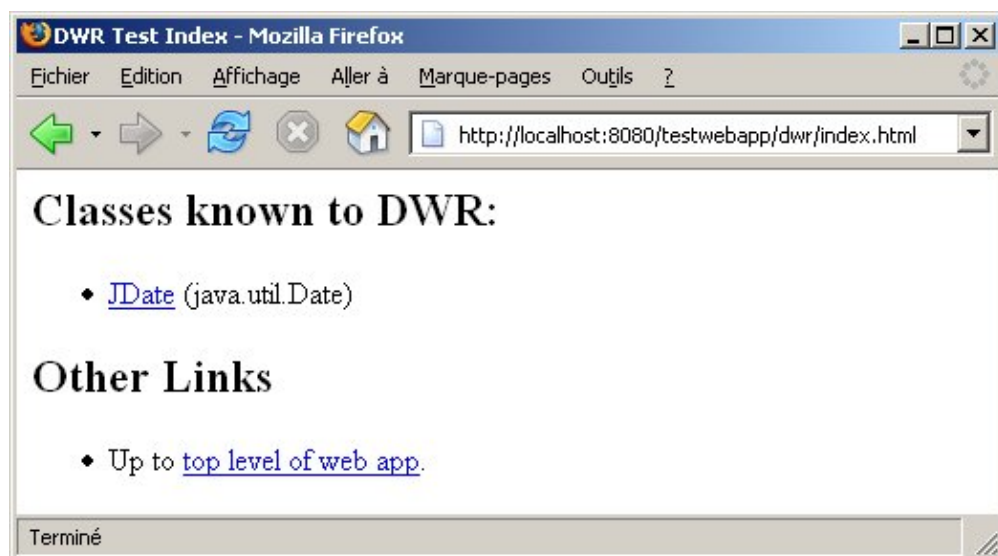 DWR Test Index - Mozilla Firefox
Fichier Edition Affichage Aller à Marque-pages Outils ?
http://localhost:8080/testwebapp/dwr/index.html
Classes known to DWR:
• JDate (java.util.Date)
Other Links
• Up to top level of web app.
Terminé